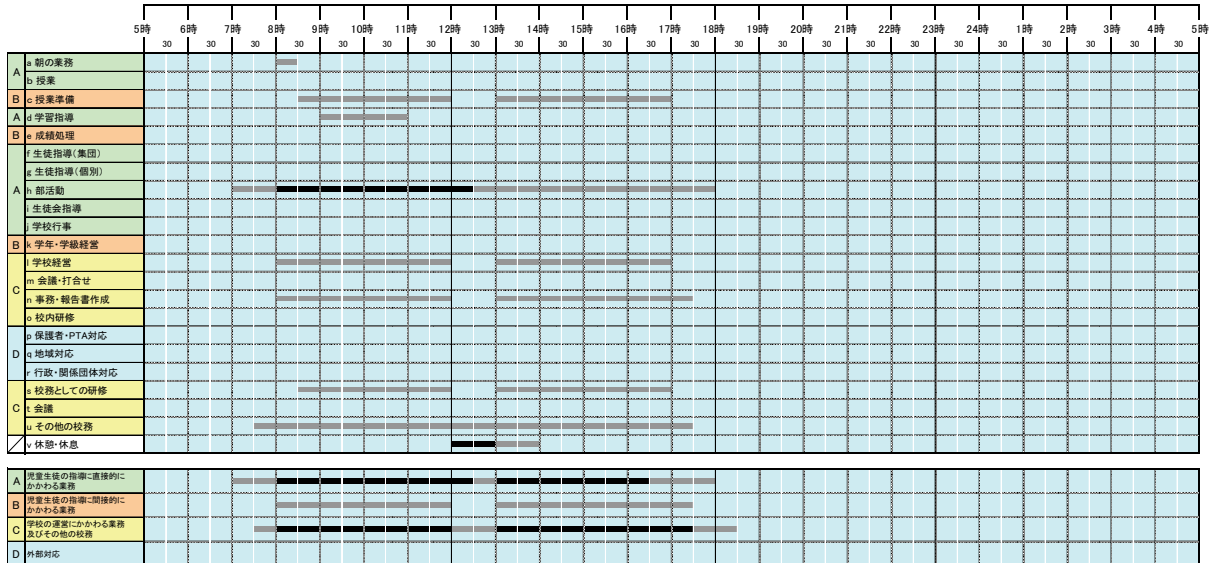 5時 6時 7時 8時 9時 10時 11時 12時 13時 14時 15時 16時 17時 18時 19時 20時 21時 22時 23時 24時 1時 2時 3時 4時 5時
30 30 30 30 30 30 30 30 30 30 30 30 30 30 30 30 30 30 30 30 30 30 30 30
A
a 朝の業務
b 授業
B c 授業準備
A d 学習指導
B e 成績処理
A
f 生徒指導(集団)
g 生徒指導(個別)
h 部活動
i 生徒会指導
j 学校行事
B k 学年・学級経営
C
l 学校経営
m 会議・打合せ
n 事務・報告書作成
o 校内研修
D
p 保護者・PTA対応
q 地域対応
r 行政・関係団体対応
C
s 校務としての研修
t 会議
u その他の校務
v 休憩・休息
A 児童生徒の指導に直接的に
かかわる業務
B 児童生徒の指導に間接的に
かかわる業務
C 学校の運営にかかわる業務
及びその他の校務
D 外部対応